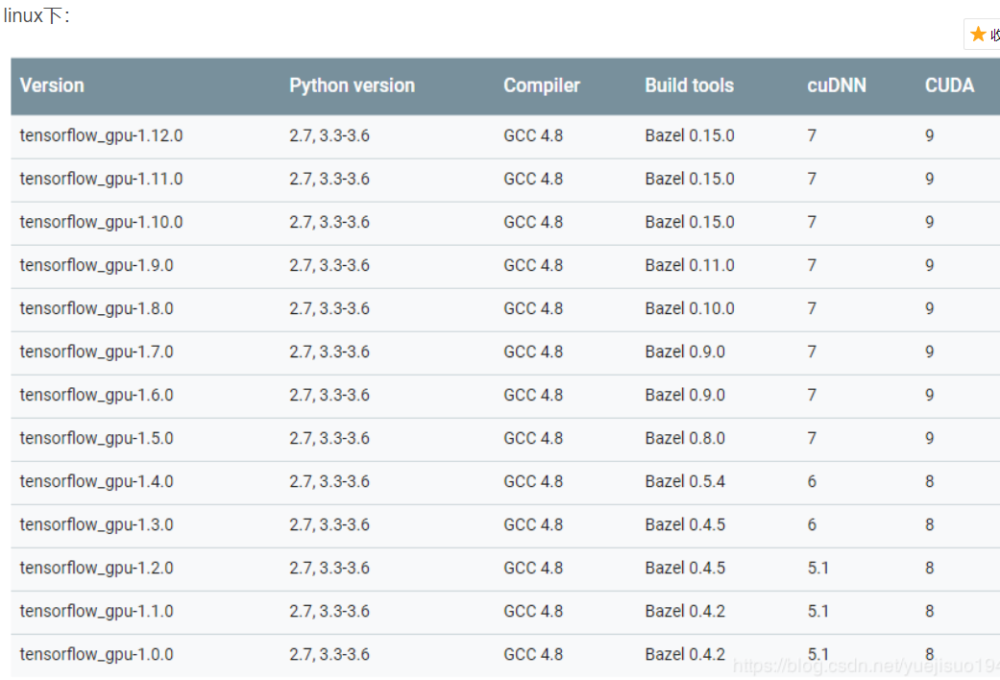 linux下：
收
Version Python version Compiler Build tools cuDNN CUDA
tensorflow_gpu-1.12.0 2.7, 3.3-3.6 GCC 4.8 Bazel 0.15.0 7 9
tensorflow_gpu-1.11.0 2.7, 3.3-3.6 GCC 4.8 Bazel 0.15.0 7 9
tensorflow_gpu-1.10.0 2.7, 3.3-3.6 GCC 4.8 Bazel 0.15.0 7 9
tensorflow_gpu-1.9.0 2.7, 3.3-3.6 GCC 4.8 Bazel 0.11.0 7 9
tensorflow_gpu-1.8.0 2.7, 3.3-3.6 GCC 4.8 Bazel 0.10.0 7 9
tensorflow_gpu-1.7.0 2.7, 3.3-3.6 GCC 4.8 Bazel 0.9.0 7 9
tensorflow_gpu-1.6.0 2.7, 3.3-3.6 GCC 4.8 Bazel 0.9.0 7 9
tensorflow_gpu-1.5.0 2.7, 3.3-3.6 GCC 4.8 Bazel 0.8.0 7 9
tensorflow_gpu-1.4.0 2.7, 3.3-3.6 GCC 4.8 Bazel 0.5.4 6 8
tensorflow_gpu-1.3.0 2.7, 3.3-3.6 GCC 4.8 Bazel 0.4.5 6 8
tensorflow_gpu-1.2.0 2.7, 3.3-3.6 GCC 4.8 Bazel 0.4.5 5.1 8
tensorflow_gpu-1.1.0 2.7, 3.3-3.6 GCC 4.8 Bazel 0.4.2 5.1 8
tensorflow_gpu-1.0.0 2.7, 3.3-3.6 GCC 4.8 Bazel 0.4.2 5.1 8
https://blog.csdn.net/yuejisuo194